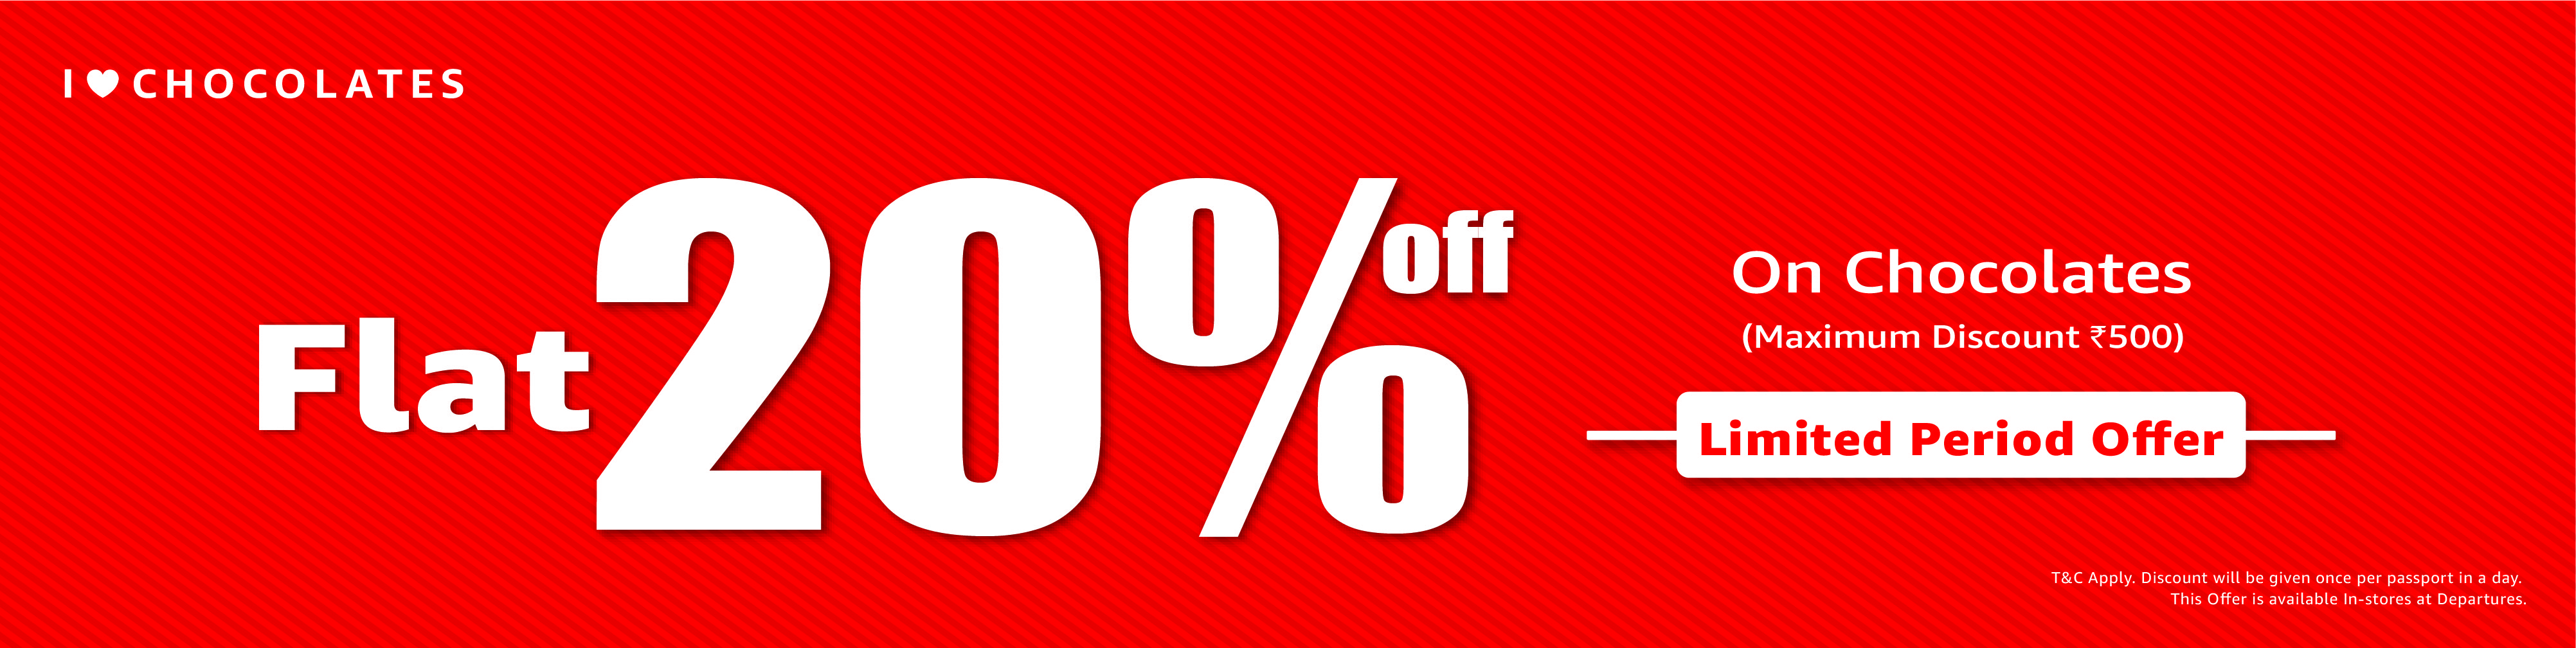 I ♥ CHOCOLATES
Flat 20% off
On Chocolates
(Maximum Discount ₹500)
Limited Period Offer
T&C Apply. Discount will be given once per passport in a day.
This Offer is available In-stores at Departures.